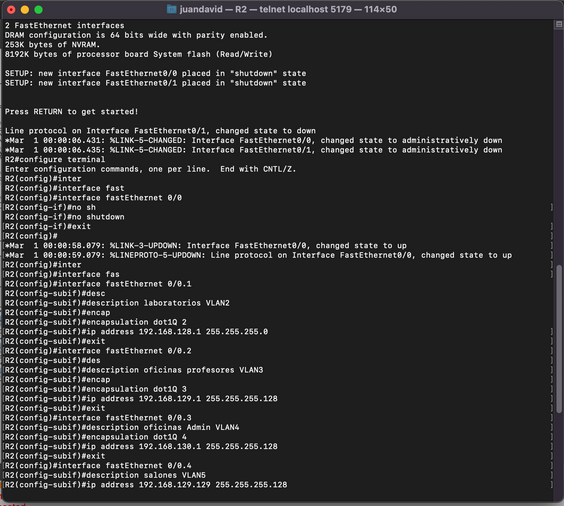 juandavid — R2 — telnet localhost 5179 — 114×50
2 FastEthernet interfaces
DRAM configuration is 64 bits wide with parity enabled.
253K bytes of NVRAM.
8192K bytes of processor board System flash (Read/Write)
SETUP: new interface FastEthernet0/0 placed in "shutdown" state
SETUP: new interface FastEthernet0/1 placed in "shutdown" state
Press RETURN to get started!
Line protocol on Interface FastEthernet0/1, changed state to down
*Mar  1 00:00:06.431: %LINK-5-CHANGED: Interface FastEthernet0/0, changed state to administratively down
*Mar  1 00:00:06.435: %LINK-5-CHANGED: Interface FastEthernet0/1, changed state to administratively down
R2#configure terminal
Enter configuration commands, one per line.  End with CNTL/Z.
R2(config)#inter
R2(config)#interface fast
R2(config)#interface fastEthernet 0/0
[R2(config-if)#no sh ]
R2(config-if)#no shutdown
[R2(config-if)#exit ]
R2(config)#
*Mar  1 00:00:58.079: %LINK-3-UPDOWN: Interface FastEthernet0/0, changed state to up
[*Mar  1 00:00:59.079: %LINEPROTO-5-UPDOWN: Line protocol on Interface FastEthernet0/0, changed state to up ]
R2(config)#inter
R2(config)#interface fas
R2(config)#interface fastEthernet 0/0.1
R2(config-subif)#desc
R2(config-subif)#description laboratorios VLAN2
R2(config-subif)#encap
R2(config-subif)#encapsulation dot1Q 2
R2(config-subif)#ip address 192.168.128.1 255.255.255.0
R2(config-subif)#exit
R2(config)#interface fastEthernet 0/0.2
R2(config-subif)#des
R2(config-subif)#description oficinas profesores VLAN3
R2(config-subif)#encap
R2(config-subif)#encapsulation dot1Q 3
R2(config-subif)#ip address 192.168.129.1 255.255.255.128
R2(config-subif)#exit
R2(config)#interface fastEthernet 0/0.3
R2(config-subif)#description oficinas Admin VLAN4
R2(config-subif)#encapsulation dot1Q 4
R2(config-subif)#ip address 192.168.130.1 255.255.255.128
R2(config-subif)#exit
R2(config)#interface fastEthernet 0/0.4
R2(config-subif)#description salones VLAN5
R2(config-subif)#ip address 192.168.129.129 255.255.255.128